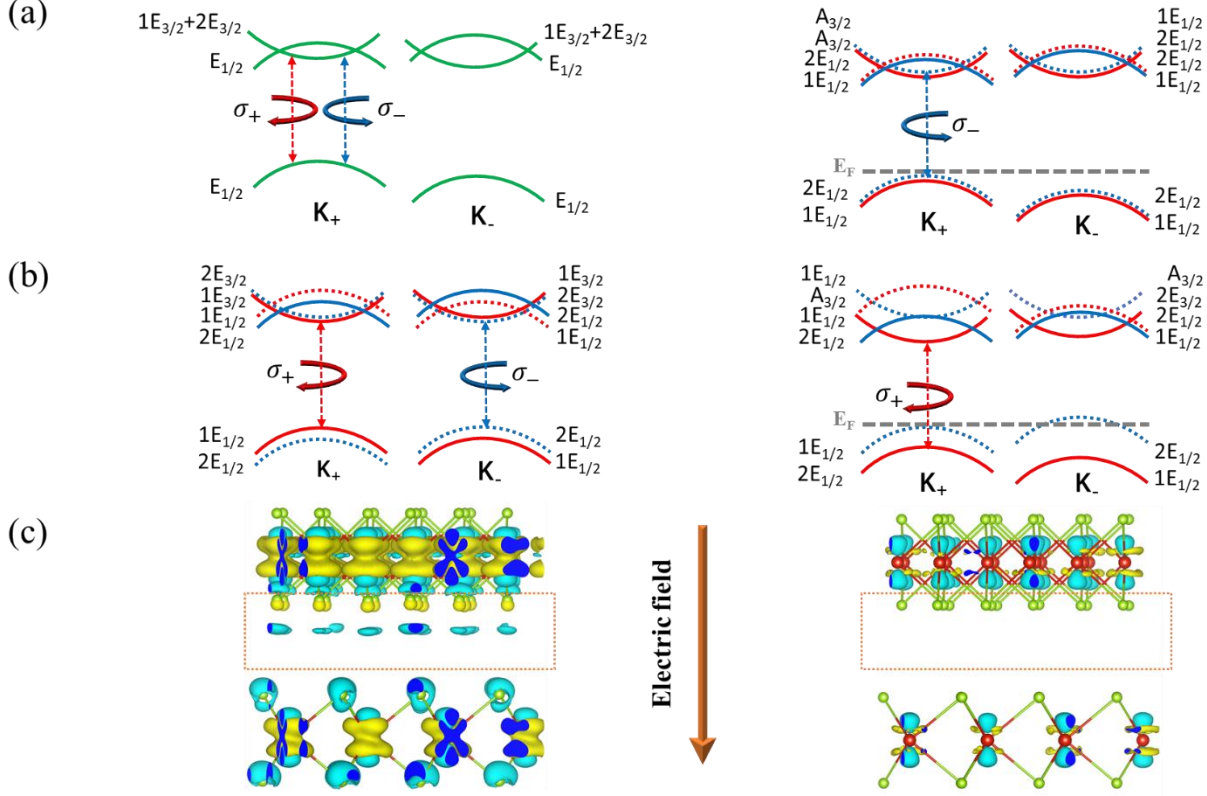 (a)
1E3/2+2E3/2
E1/2
σ+
σ−
E1/2
K+
1E3/2+2E3/2
E1/2
E1/2
K-
A3/2
A3/2
2E1/2
1E1/2
σ−
EF
2E1/2
1E1/2
K+
1E1/2
2E1/2
2E1/2
1E1/2
2E1/2
1E1/2
K-
(b)
2E3/2
1E3/2
1E1/2
2E1/2
σ+
1E1/2
2E1/2
K+
1E3/2
2E3/2
2E1/2
1E1/2
σ−
2E1/2
1E1/2
K-
1E1/2
A3/2
1E1/2
2E1/2
σ+
EF
1E1/2
2E1/2
K+
A3/2
2E3/2
2E1/2
1E1/2
2E1/2
1E1/2
K-
(c)
Electric field